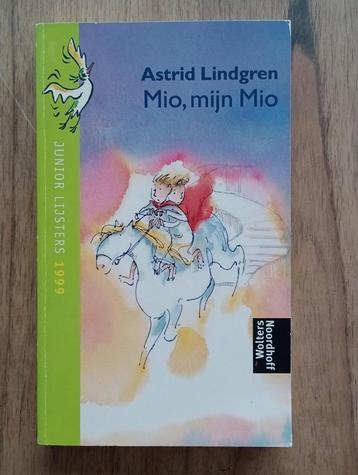 Astrid Lindgren
Mio, mijn Mio
JUNIOR LIJSTERS 1999
Wolters
Noordhoff